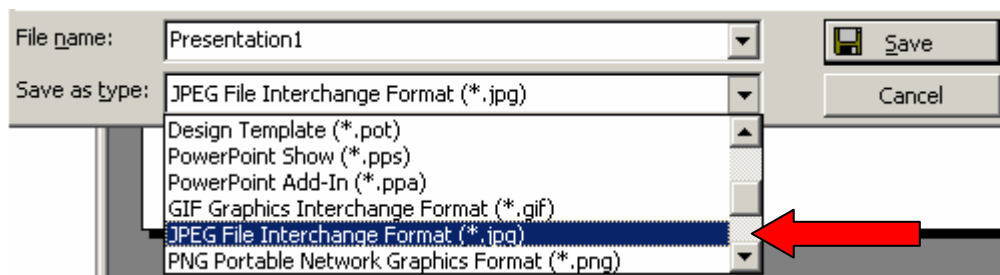 File name: Presentation1 Save
Save as type: JPEG File Interchange Format (*.jpg) Cancel
Design Template (*.pot)
PowerPoint Show (*.pps)
PowerPoint Add-In (*.ppa)
GIF Graphics Interchange Format (*.gif)
JPEG File Interchange Format (*.jpg)
PNG Portable Network Graphics Format (*.png)